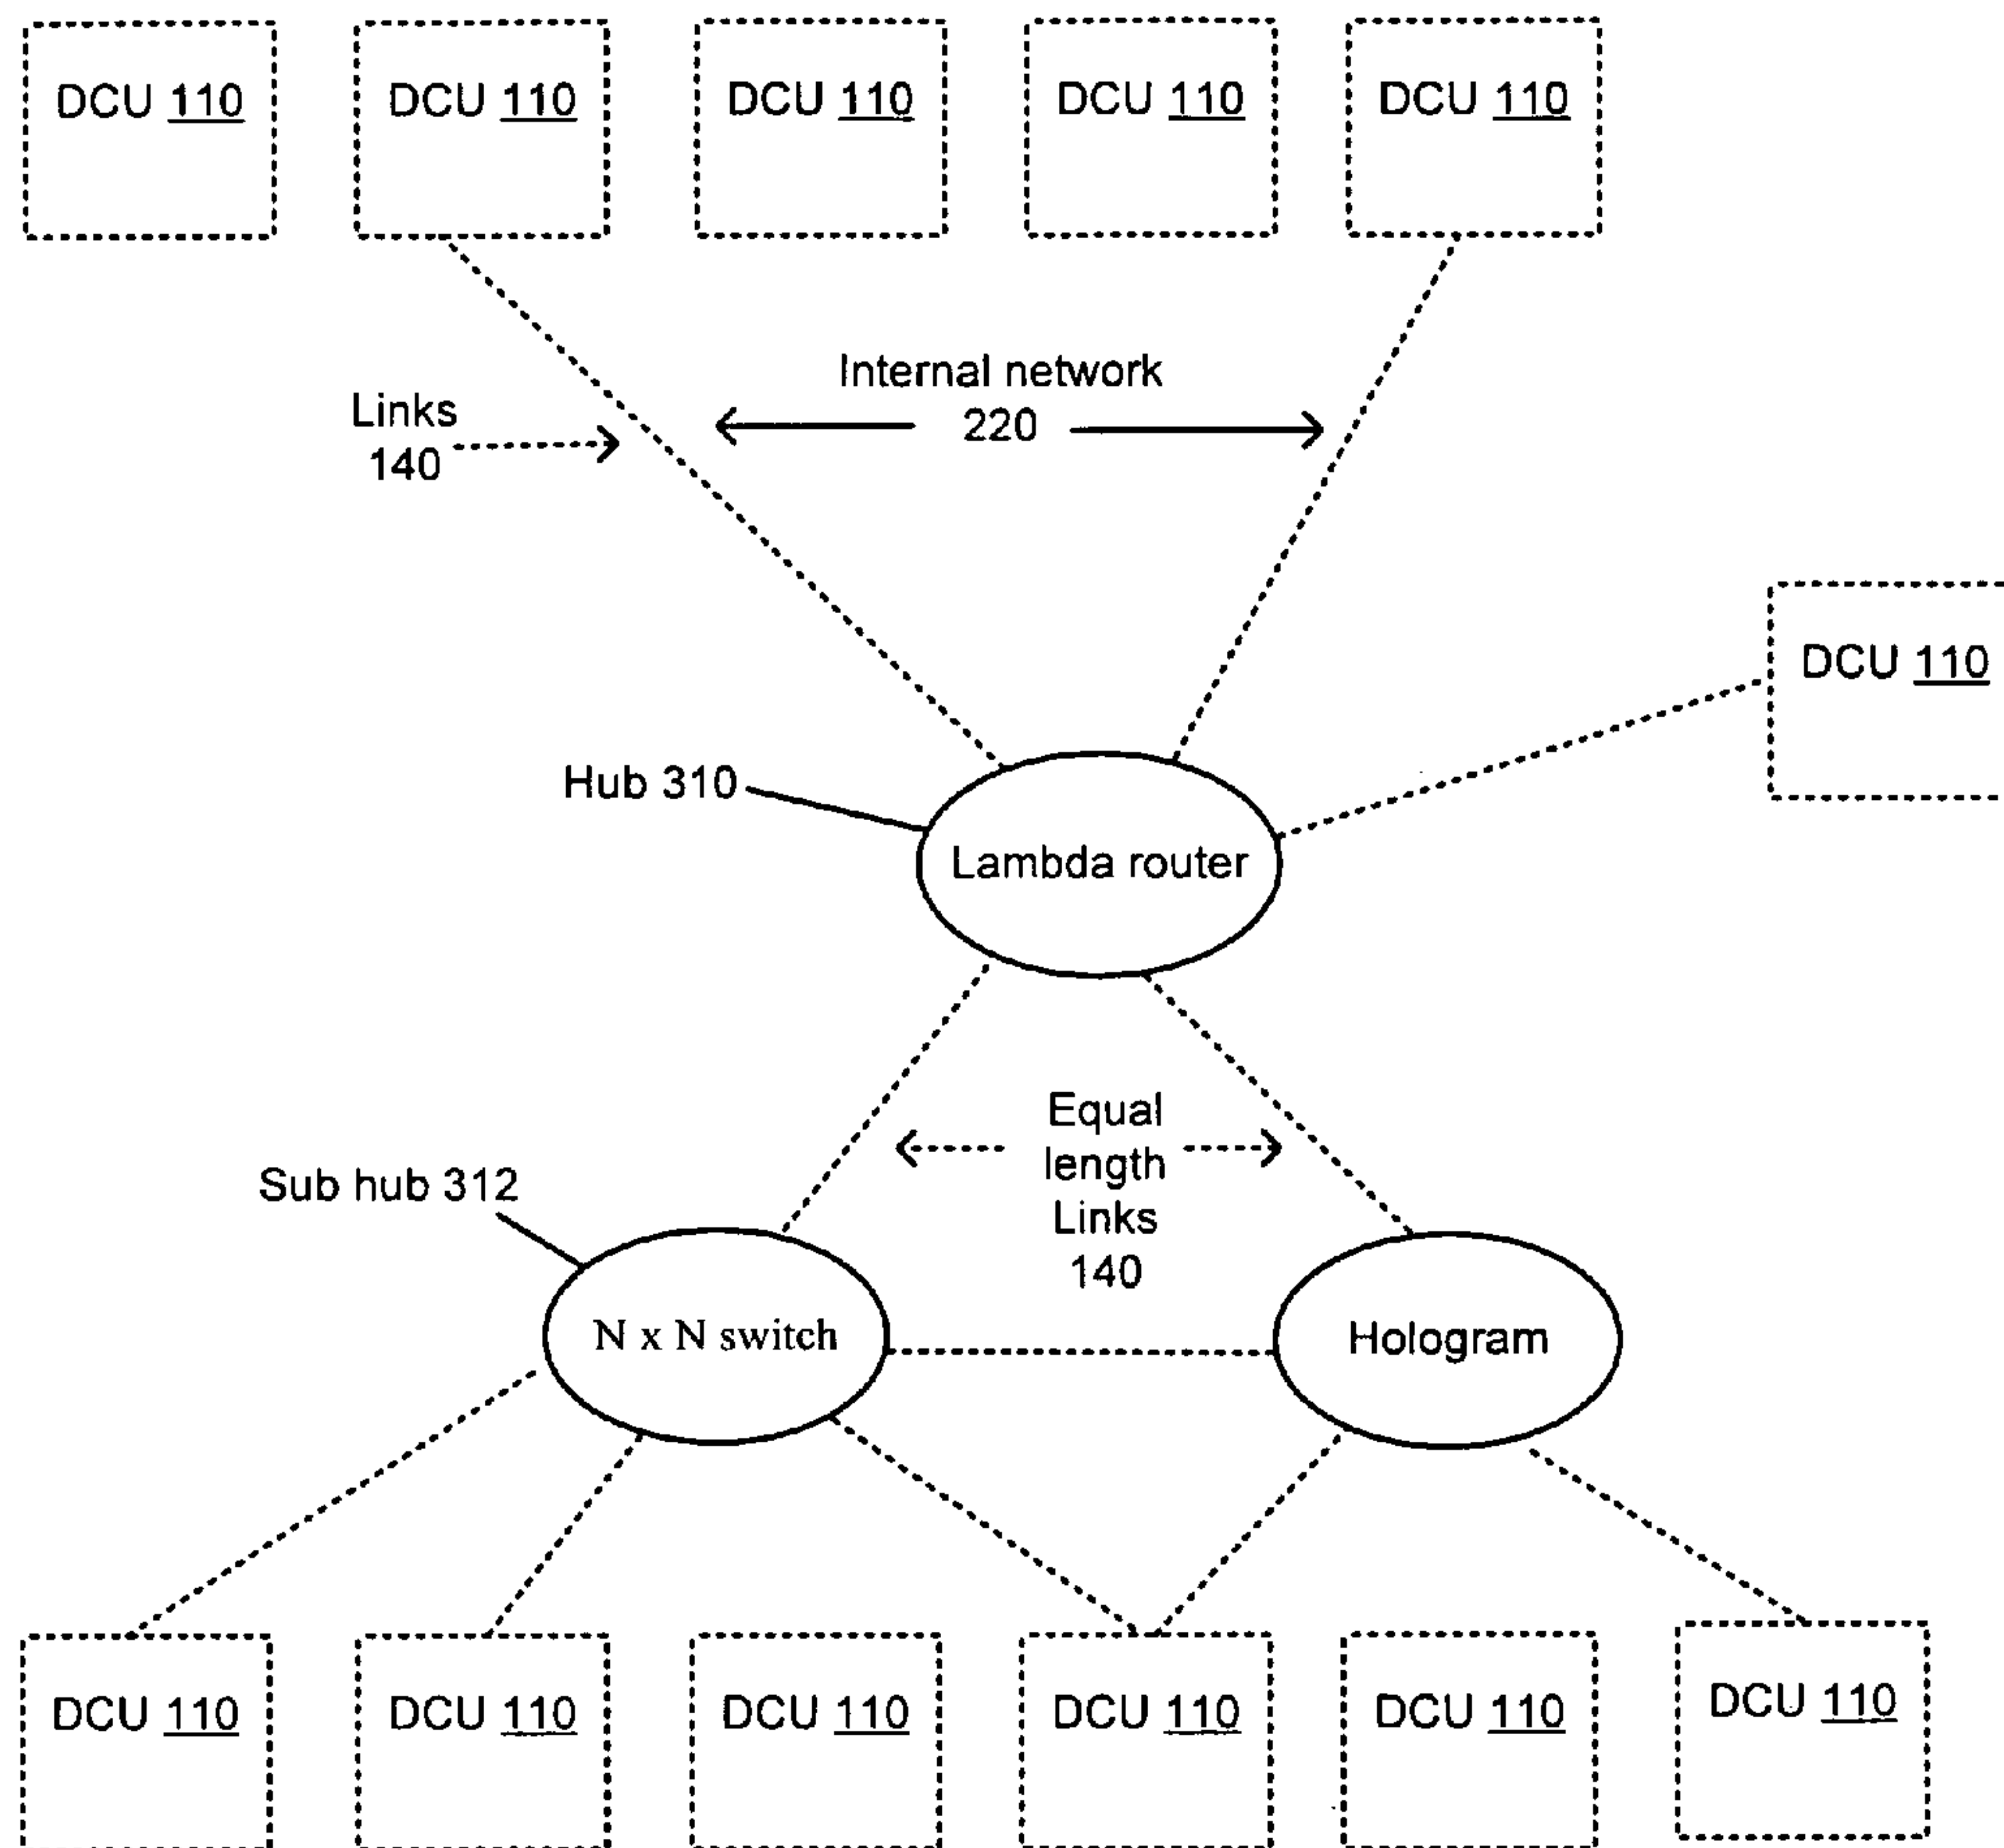 DCU 110
DCU 110
DCU 110
DCU 110
DCU 110
Internal network
220
Links
140
DCU 110
Hub 310
Lambda router
Equal
length
Links
140
Sub hub 312
N x N switch
Hologram
DCU 110
DCU 110
DCU 110
DCU 110
DCU 110
DCU 110